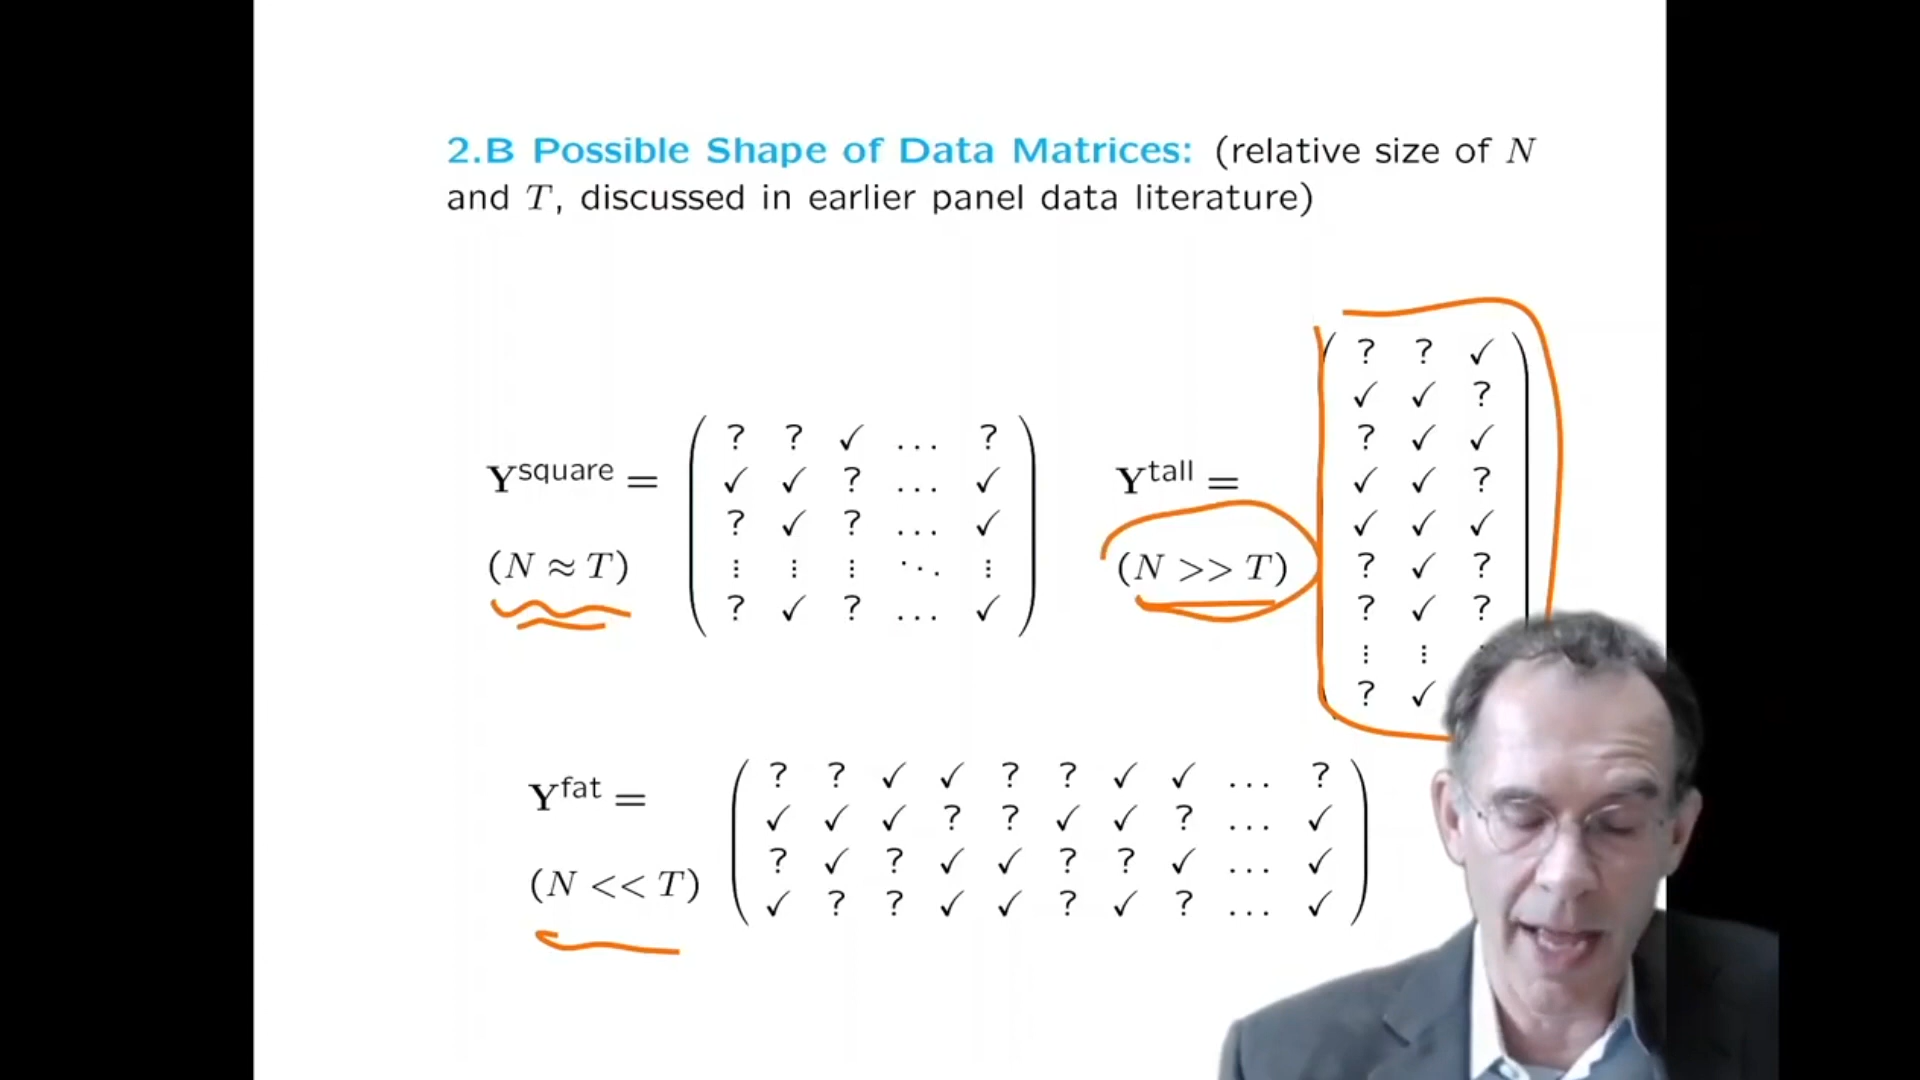 2.B Possible Shape of Data Matrices: (relative size of N
and T, discussed in earlier panel data literature)
Y^square = (N ≈ T)
? ? ✓ ... ?
✓ ✓ ? ... ✓
? ✓ ? ... ✓
⋮ ⋮ ⋮ ⋱ ⋮
? ✓ ? ... ✓
Y^tall = (N >> T)
? ? ✓
✓ ✓ ?
? ✓ ✓
✓ ✓ ?
✓ ✓ ✓
? ✓ ?
? ✓ ?
⋮ ⋮
? ✓
Y^fat = (N << T)
? ? ✓ ✓ ? ? ✓ ✓ ... ?
✓ ✓ ✓ ? ? ✓ ✓ ? ... ✓
? ✓ ? ✓ ✓ ? ? ✓ ... ✓
✓ ? ? ✓ ✓ ? ✓ ? ... ✓